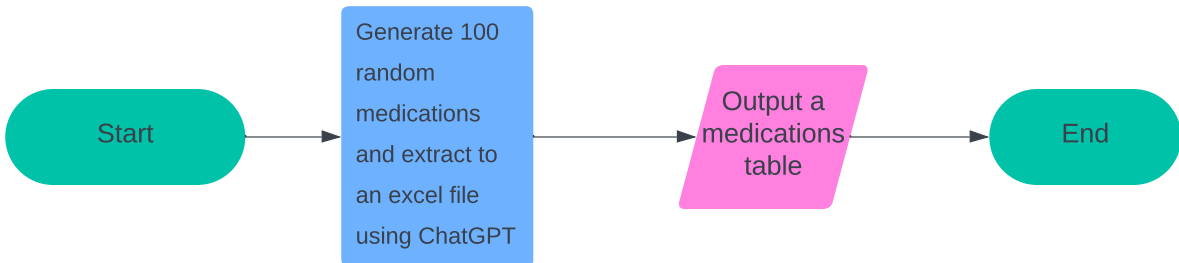 Start
Generate 100
random
medications
and extract to
an excel file
using ChatGPT
Output a
medications
table
End